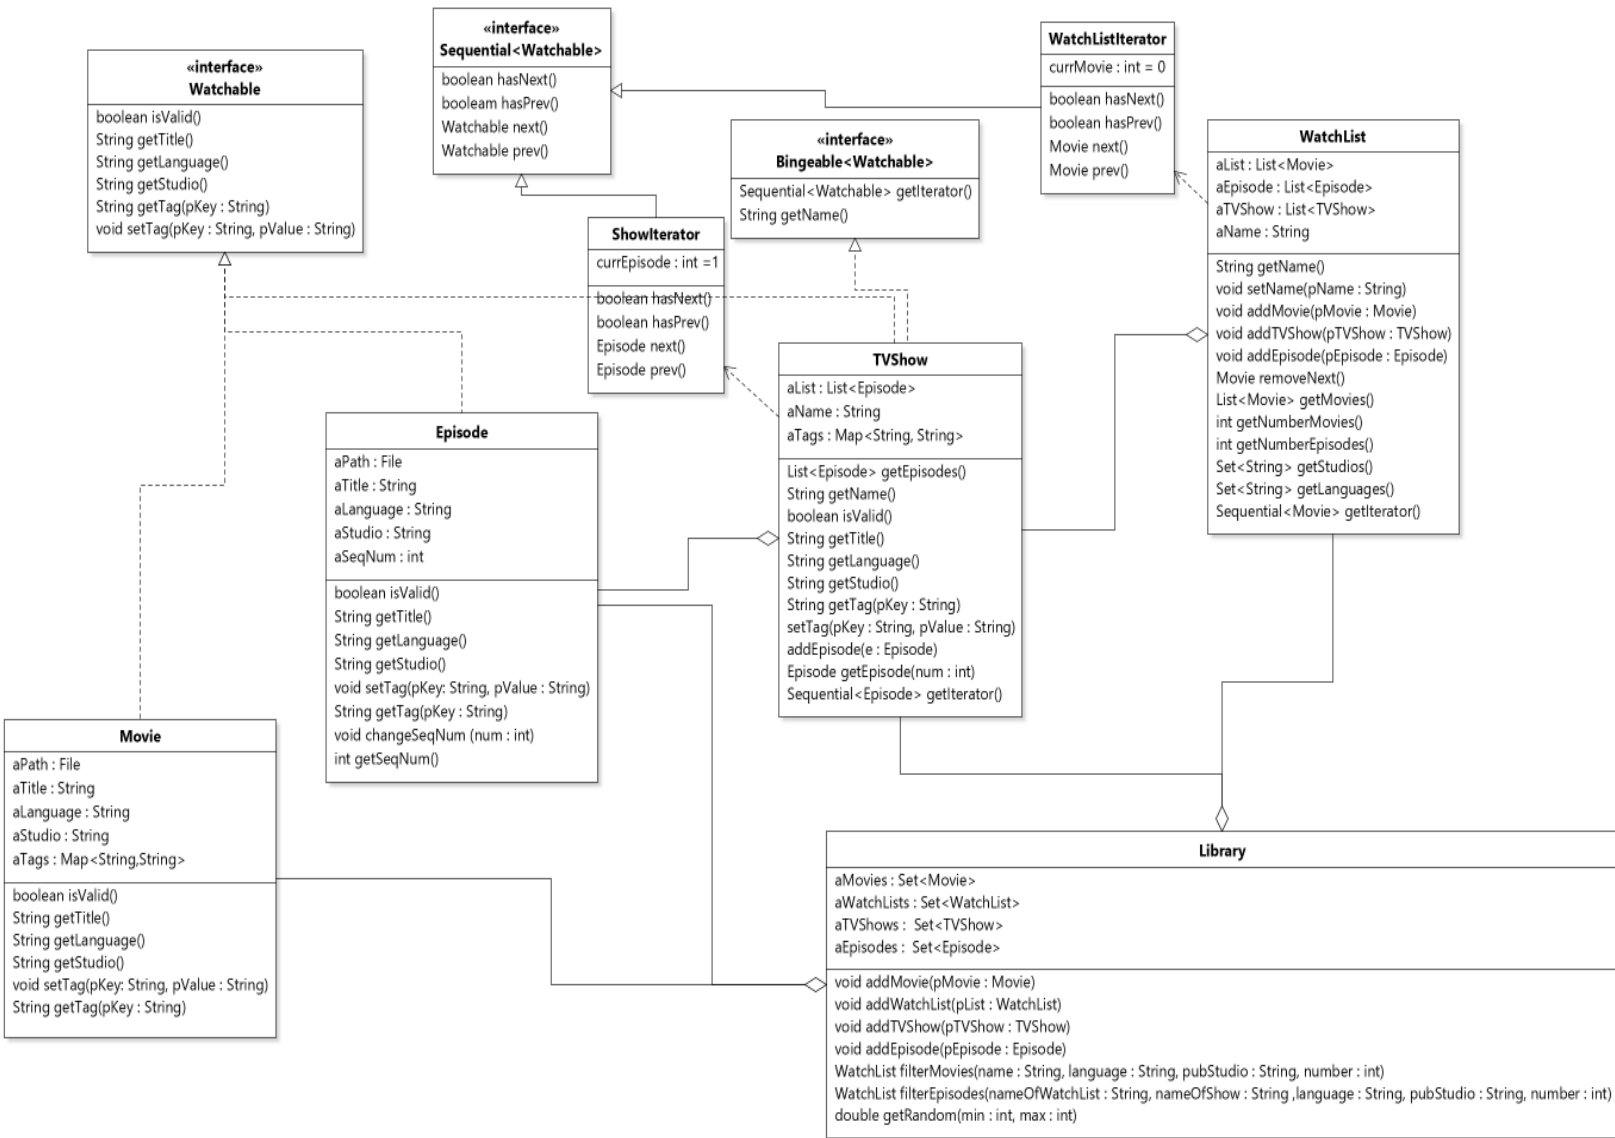 «interface»
Watchable
boolean isValid()
String getTitle()
String getLanguage()
String getStudio()
String getTag(pKey : String)
void setTag(pKey : String, pValue : String)
«interface»
Sequential<Watchable>
boolean hasNext()
booleam hasPrev()
Watchable next()
Watchable prev()
«interface»
Bingeable<Watchable>
Sequential<Watchable> getIterator()
String getName()
WatchListIterator
currMovie : int = 0
boolean hasNext()
boolean hasPrev()
Movie next()
Movie prev()
WatchList
aList : List<Movie>
aEpisode : List<Episode>
aTVShow : List<TVShow>
aName : String
String getName()
void setName(pName : String)
void addMovie(pMovie : Movie)
void addTVShow(pTVShow : TVShow)
void addEpisode(pEpisode : Episode)
Movie removeNext()
List<Movie> getMovies()
int getNumberMovies()
int getNumberEpisodes()
Set<String> getStudios()
Set<String> getLanguages()
Sequential<Movie> getIterator()
ShowIterator
currEpisode : int =1
boolean hasNext()
boolean hasPrev()
Episode next()
Episode prev()
TVShow
aList : List<Episode>
aName : String
aTags : Map<String, String>
List<Episode> getEpisodes()
String getName()
boolean isValid()
String getTitle()
String getLanguage()
String getStudio()
String getTag(pKey : String)
setTag(pKey : String, pValue : String)
addEpisode(e : Episode)
Episode getEpisode(num : int)
Sequential<Episode> getIterator()
Episode
aPath : File
aTitle : String
aLanguage : String
aStudio : String
aSeqNum : int
boolean isValid()
String getTitle()
String getLanguage()
String getStudio()
void setTag(pKey: String, pValue : String)
String getTag(pKey : String)
void changeSeqNum (num : int)
int getSeqNum()
Movie
aPath : File
aTitle : String
aLanguage : String
aStudio : String
aTags : Map<String,String>
boolean isValid()
String getTitle()
String getLanguage()
String getStudio()
void setTag(pKey: String, pValue : String)
String getTag(pKey : String)
Library
aMovies : Set<Movie>
aWatchLists : Set<WatchList>
aTVShows :  Set<TVShow>
aEpisodes :  Set<Episode>
void addMovie(pMovie : Movie)
void addWatchList(pList : WatchList)
void addTVShow(pTVShow : TVShow)
void addEpisode(pEpisode : Episode)
WatchList filterMovies(name : String, language : String, pubStudio : String, number : int)
WatchList filterEpisodes(nameOfWatchList : String, nameOfShow : String ,language : String, pubStudio : String, number : int)
double getRandom(min : int, max : int)